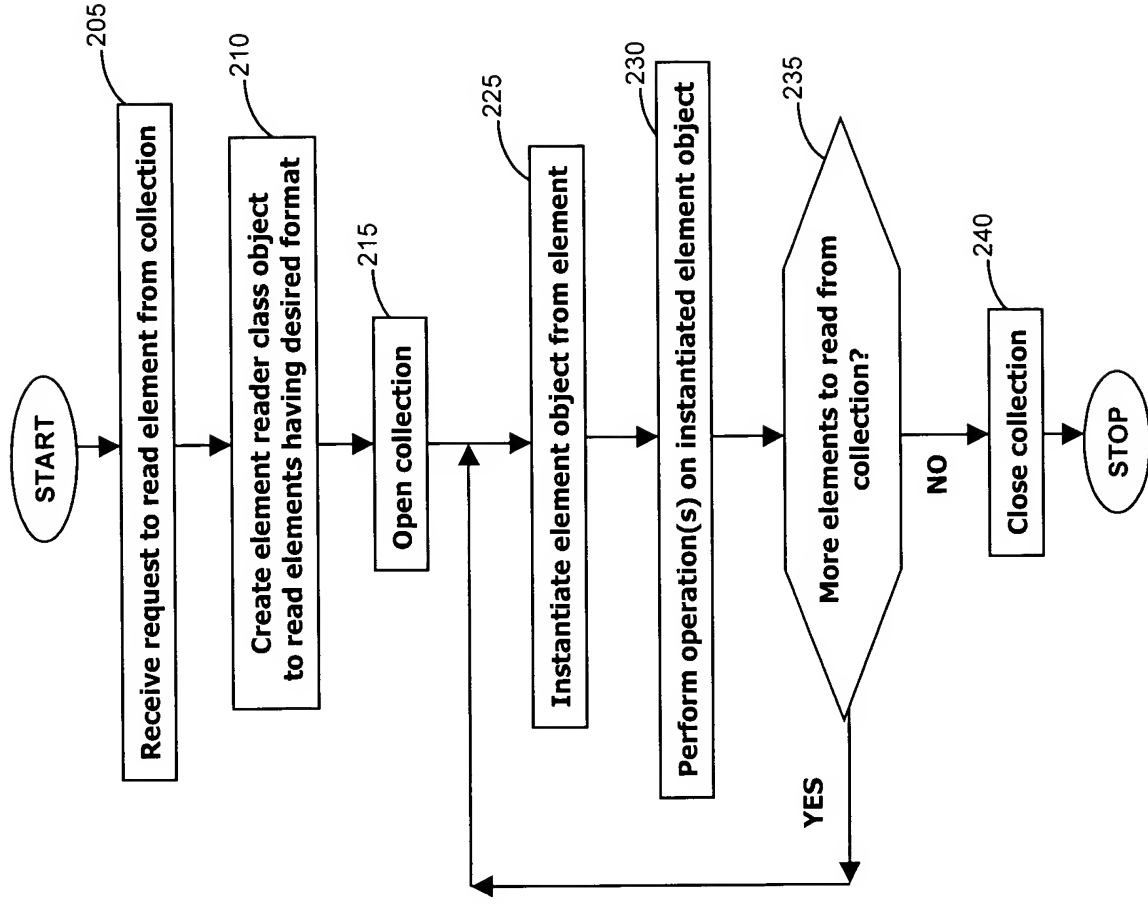 START
205
Receive request to read element from collection
210
Create element reader class object
to read elements having desired format
215
Open collection
225
Instantiate element object from element
230
Perform operation(s) on instantiated element object
235
More elements to read from
collection?
YES
NO
240
Close collection
STOP